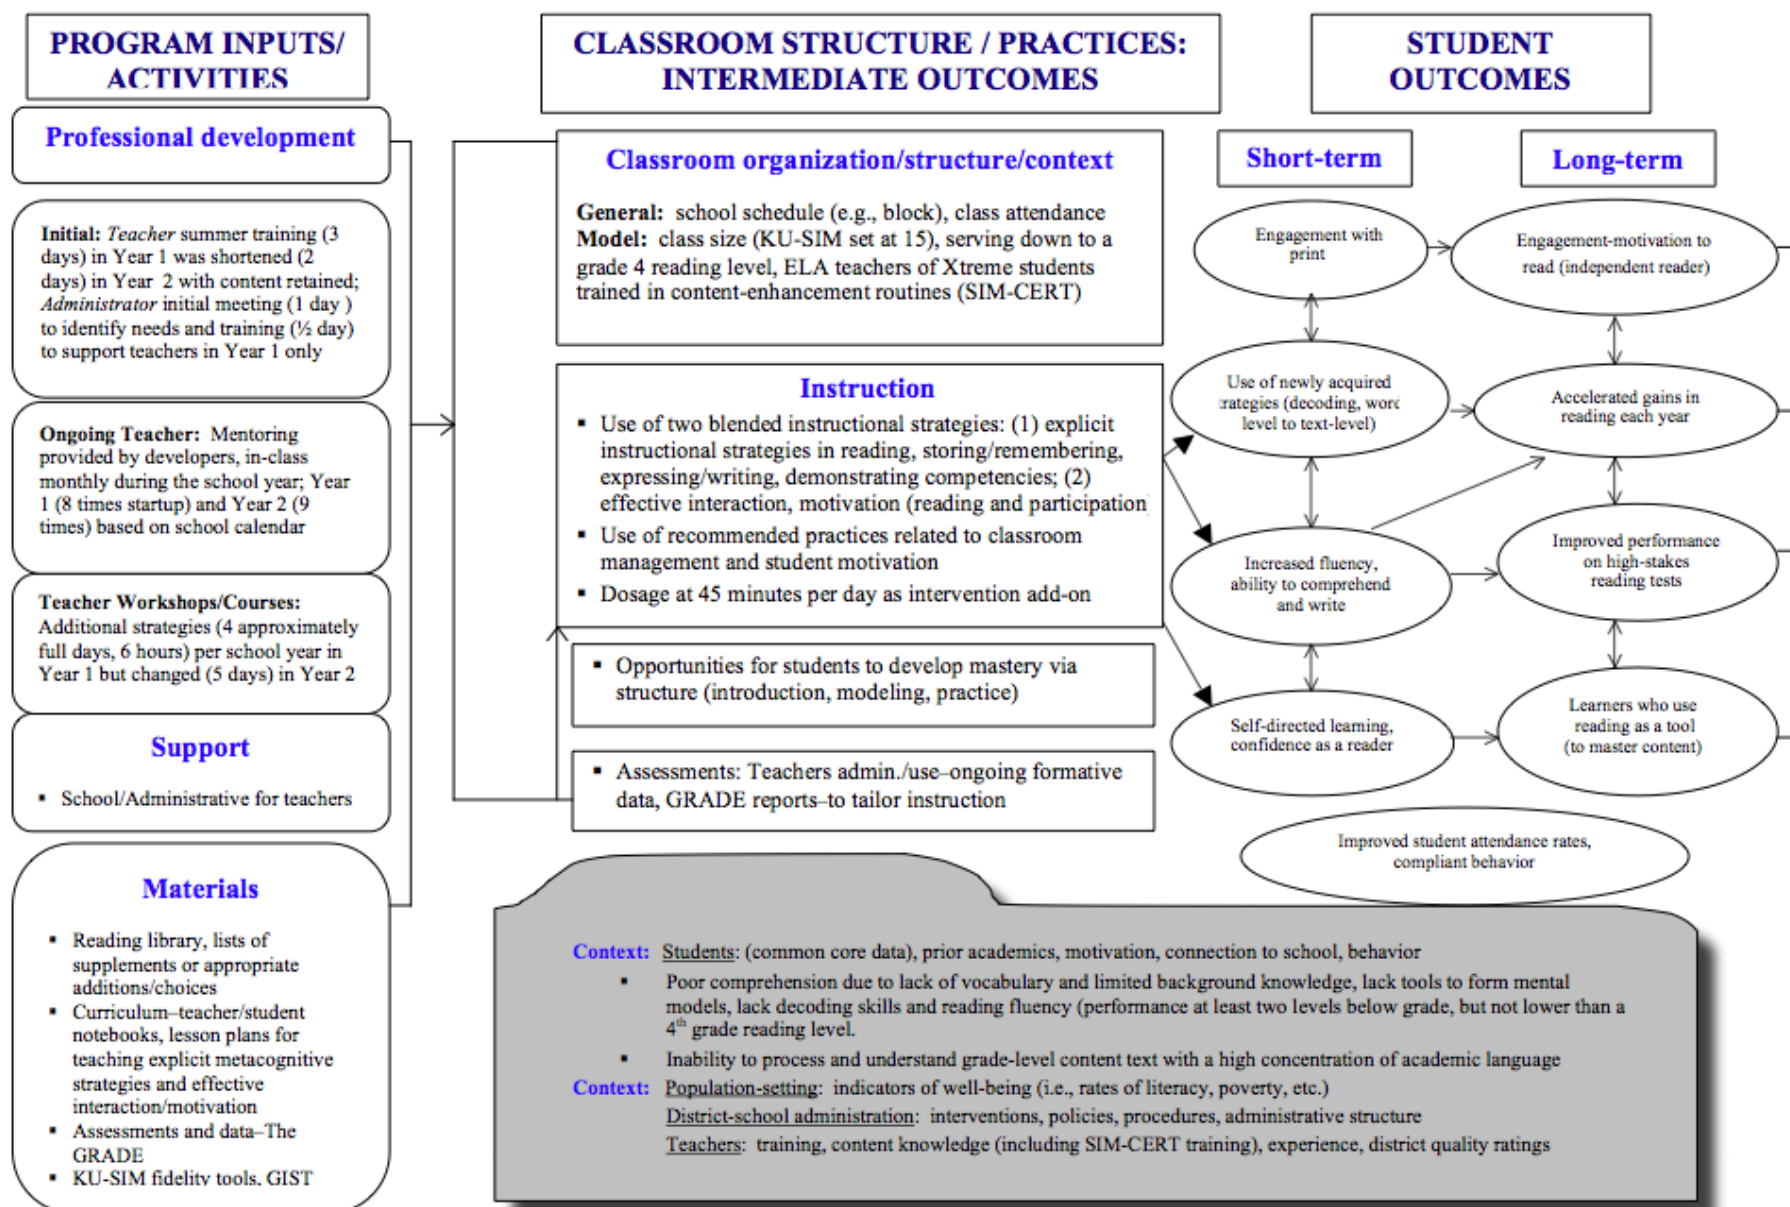 PROGRAM INPUTS/
ACTIVITIES
Professional development
Initial: Teacher summer training (3
days) in Year 1 was shortened (2
days) in Year 2 with content retained;
Administrator initial meeting (1 day )
to identify needs and training (½ day)
to support teachers in Year 1 only
Ongoing Teacher: Mentoring
provided by developers, in-class
monthly during the school year; Year
1 (8 times startup) and Year 2 (9
times) based on school calendar
Teacher Workshops/Courses:
Additional strategies (4 approximately
full days, 6 hours) per school year in
Year 1 but changed (5 days) in Year 2
Support
▪ School/Administrative for teachers
Materials
▪ Reading library, lists of
supplements or appropriate
additions/choices
▪ Curriculum–teacher/student
notebooks, lesson plans for
teaching explicit metacognitive
strategies and effective
interaction/motivation
▪ Assessments and data–The
GRADE
▪ KU-SIM fidelity tools, GIST
CLASSROOM STRUCTURE / PRACTICES:
INTERMEDIATE OUTCOMES
Classroom organization/structure/context
General: school schedule (e.g., block), class attendance
Model: class size (KU-SIM set at 15), serving down to a
grade 4 reading level, ELA teachers of Xtreme students
trained in content-enhancement routines (SIM-CERT)
Instruction
▪ Use of two blended instructional strategies: (1) explicit
instructional strategies in reading, storing/remembering,
expressing/writing, demonstrating competencies; (2)
effective interaction, motivation (reading and participation
▪ Use of recommended practices related to classroom
management and student motivation
▪ Dosage at 45 minutes per day as intervention add-on
▪ Opportunities for students to develop mastery via
structure (introduction, modeling, practice)
▪ Assessments: Teachers admin./use–ongoing formative
data, GRADE reports–to tailor instruction
STUDENT
OUTCOMES
Short-term
Engagement with
print
Use of newly acquired
rategies (decoding, word
level to text-level)
Increased fluency,
ability to comprehend
and write
Self-directed learning,
confidence as a reader
Long-term
Engagement-motivation to
read (independent reader)
Accelerated gains in
reading each year
Improved performance
on high-stakes
reading tests
Learners who use
reading as a tool
(to master content)
Improved student attendance rates,
compliant behavior
Context: Students: (common core data), prior academics, motivation, connection to school, behavior
▪ Poor comprehension due to lack of vocabulary and limited background knowledge, lack tools to form mental
models, lack decoding skills and reading fluency (performance at least two levels below grade, but not lower than a
4th grade reading level.
▪ Inability to process and understand grade-level content text with a high concentration of academic language
Context: Population-setting: indicators of well-being (i.e., rates of literacy, poverty, etc.)
District-school administration: interventions, policies, procedures, administrative structure
Teachers: training, content knowledge (including SIM-CERT training), experience, district quality ratings